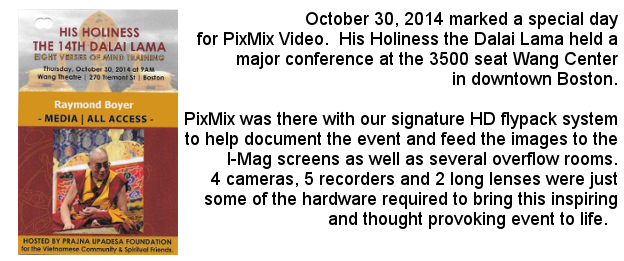 HIS HOLINESS
THE 14TH DALAI LAMA
EIGHT VERSES OF MIND TRAINING
Thursday, October 30, 2014 at 9AM
Wang Theatre | 270 Tremont St | Boston
Raymond Boyer
- MEDIA | ALL ACCESS -
HOSTED BY PRAJNA UPADESA FOUNDATION
for the Vietnamese Community & Spiritual Friends.
October 30, 2014 marked a special day
for PixMix Video. His Holiness the Dalai Lama held a
major conference at the 3500 seat Wang Center
in downtown Boston.
PixMix was there with our signature HD flypack system
to help document the event and feed the images to the
I-Mag screens as well as several overflow rooms.
4 cameras, 5 recorders and 2 long lenses were just
some of the hardware required to bring this inspiring
and thought provoking event to life.